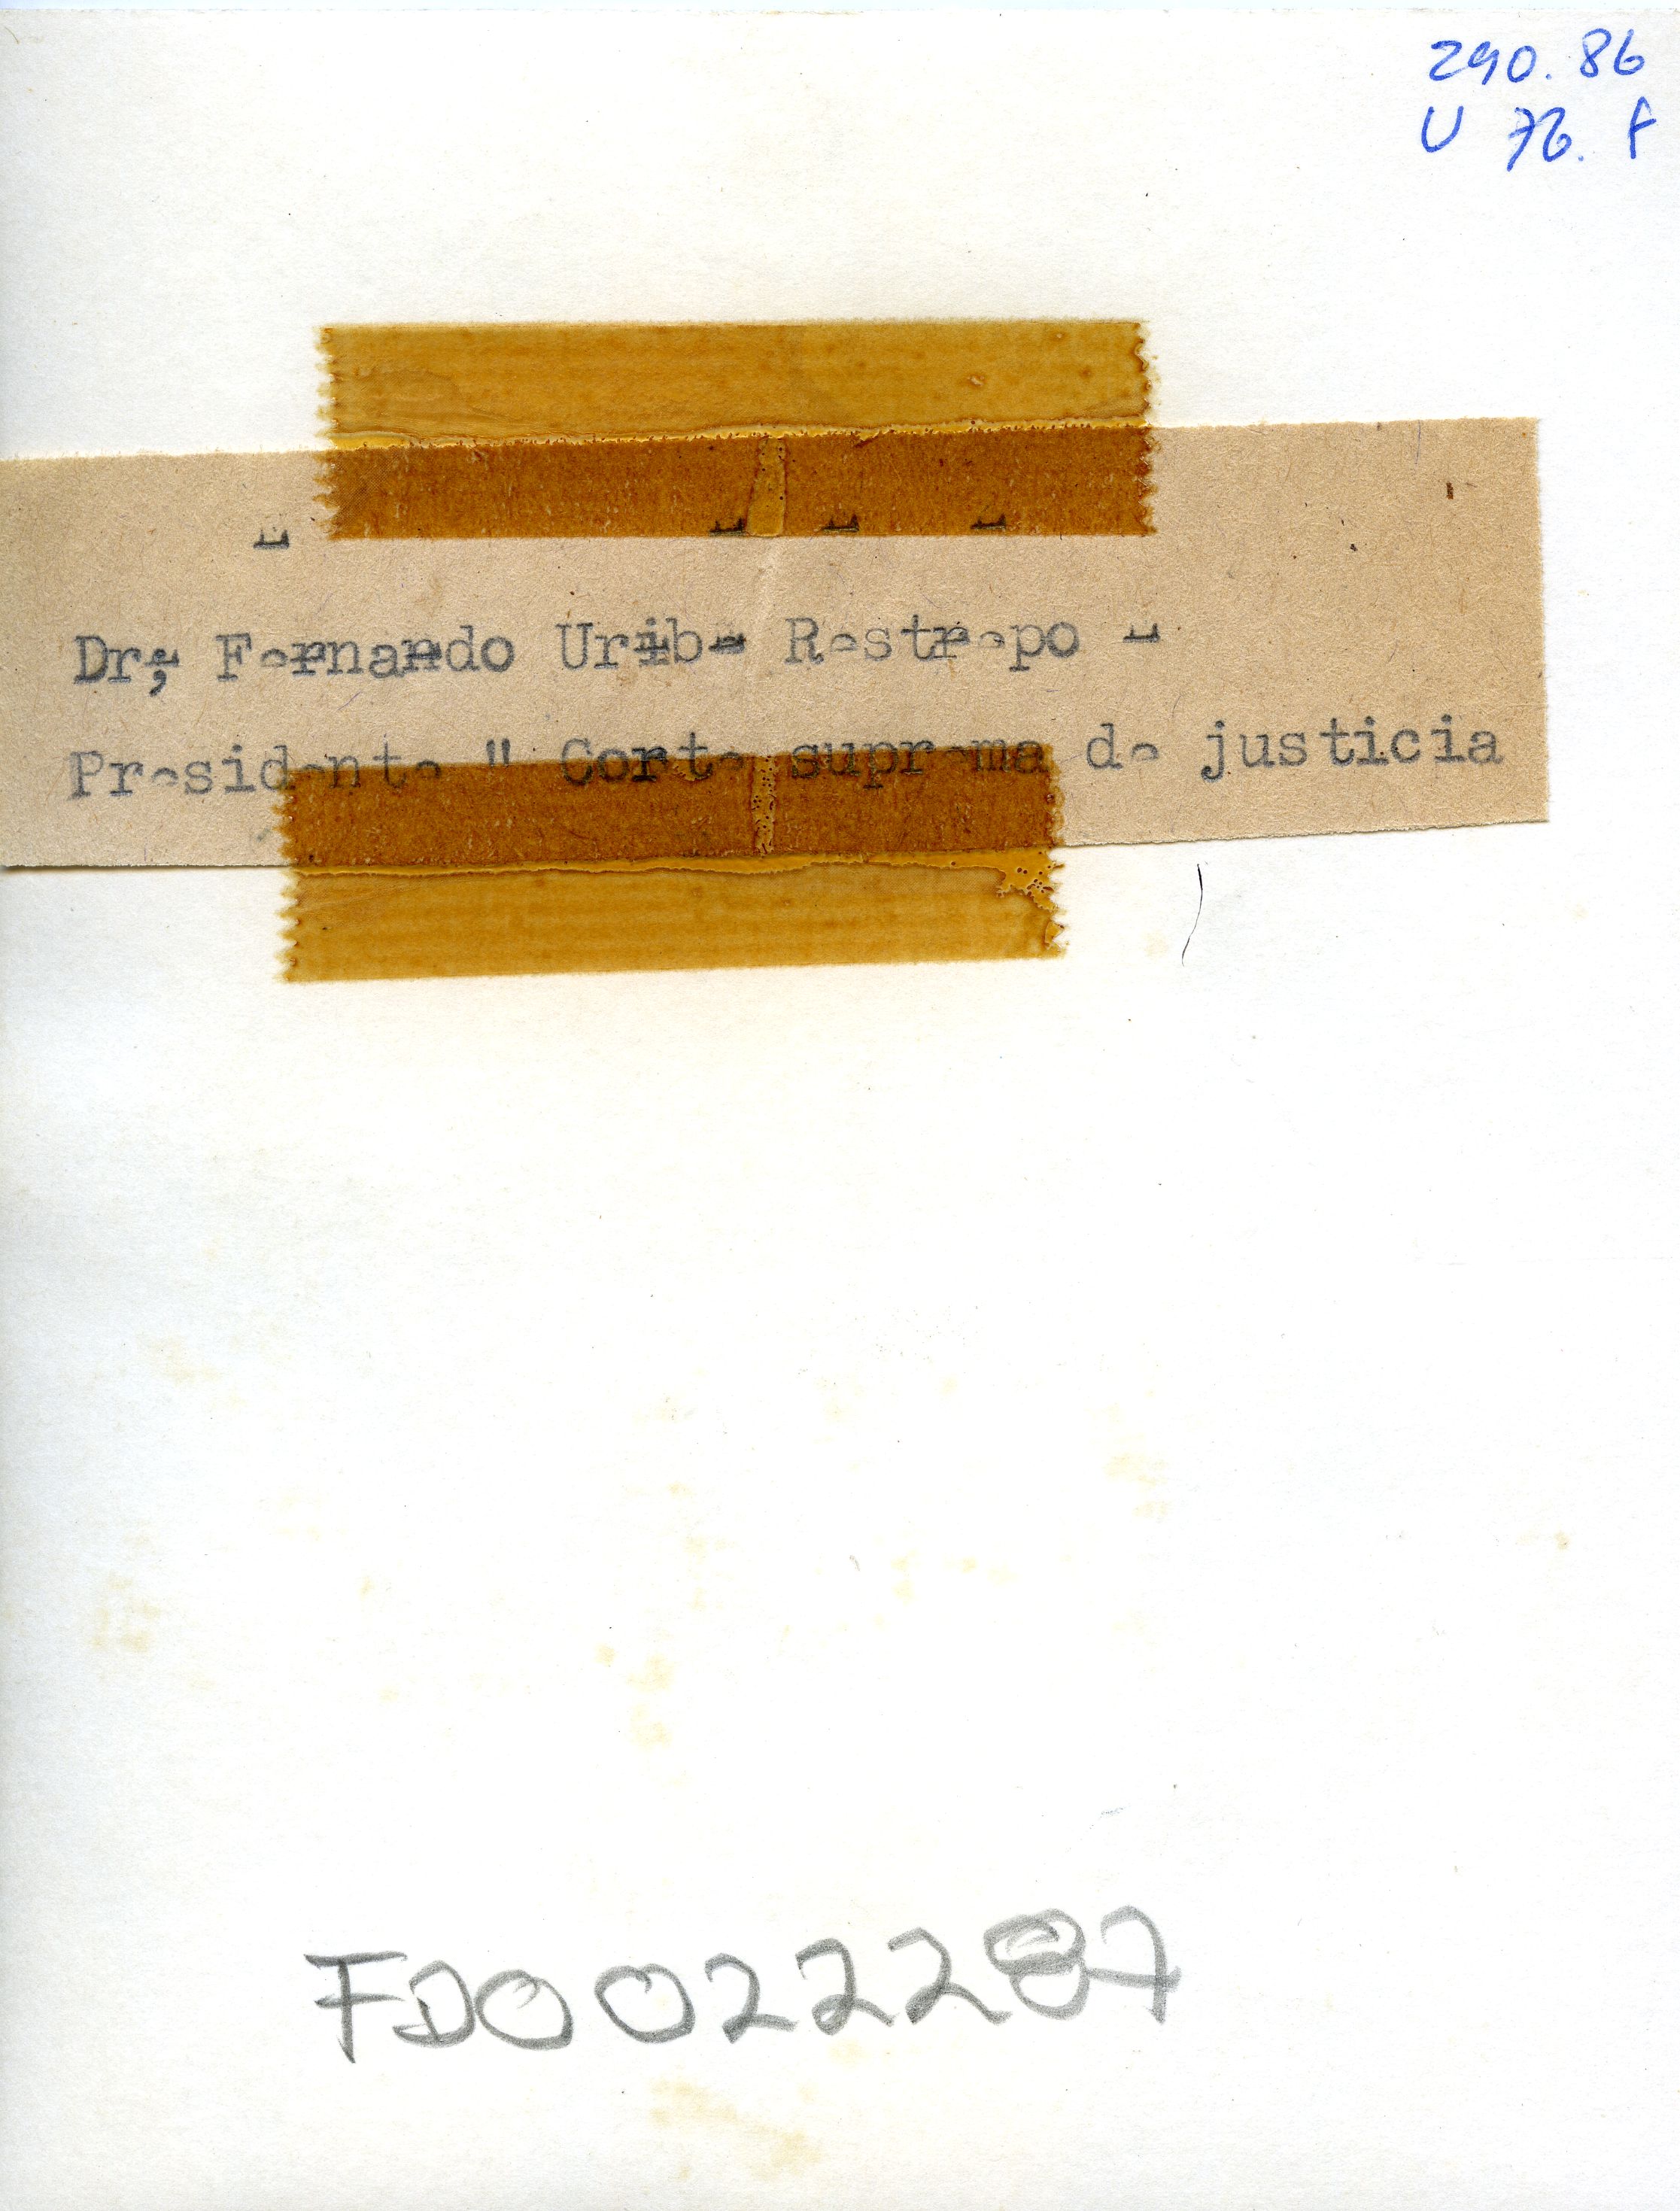 290.86
U 76. f
Dr; Fernando Uribe Restrepo -
Presidente " Corte suprema de justicia
FD0022287